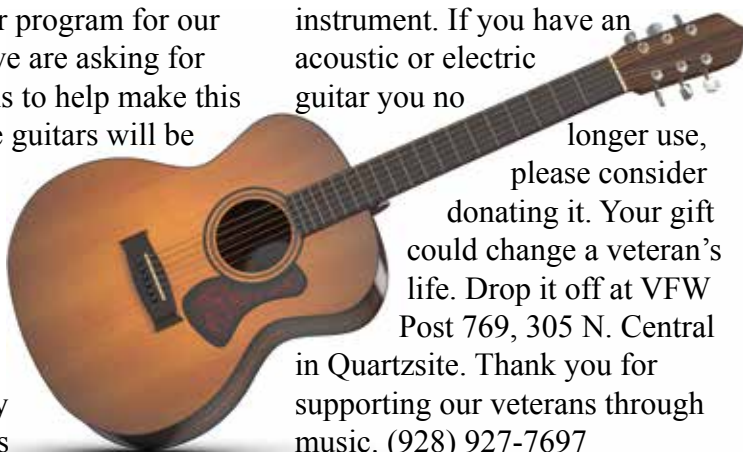 r program for our
ve are asking for
s to help make this
e guitars will be
y
s
instrument. If you have an
acoustic or electric
guitar you no
longer use,
please consider
donating it. Your gift
could change a veteran’s
life. Drop it off at VFW
Post 769, 305 N. Central
in Quartzsite. Thank you for
supporting our veterans through
music. (928) 927-7697